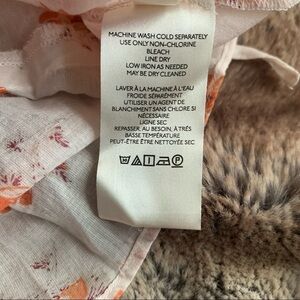 MACHINE WASH COLD SEPARATELY
USE ONLY NON-CHLORINE
BLEACH
LINE DRY
LOW IRON AS NEEDED
MAY BE DRY CLEANED
LAVER À LA MACHINE À L'EAU
FROIDE SÉPARÉMENT
UTILISER UN AGENT DE
BLANCHIMENT SANS CHLORE SI
NÉCESSAIRE
LIGNE SEC
REPASSER, AU BESOIN, À TRÈS
BASSE TEMPÉRATURE
PEUT-ÊTRE ÊTRE NETTOYÉE SEC